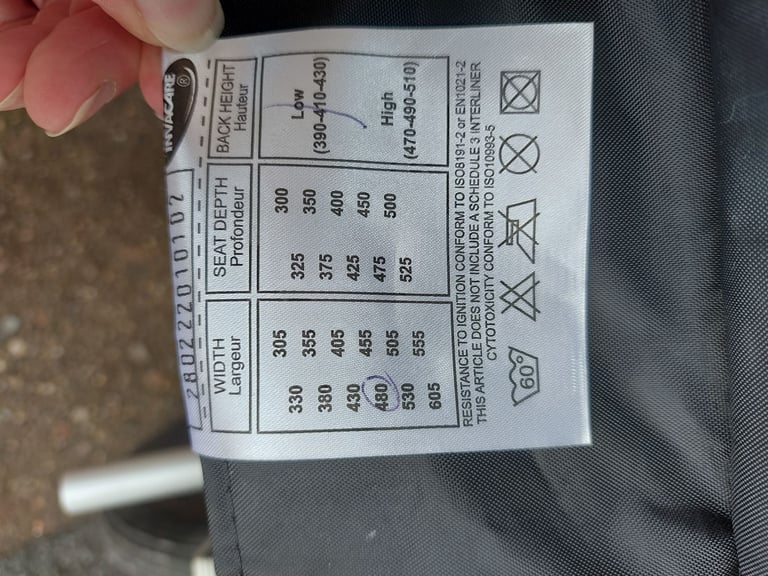 INVACARE ®
2802222010102
WIDTH SEAT DEPTH BACK HEIGHT
Largeur Profondeur Hauteur
330 305 325 300 Low
380 355 375 350 (390-410-430)
430 405 425 400
480 455 475 450 High
530 505 525 500 (470-490-510)
605 555
RESISTANCE TO IGNITION CONFORM TO ISO8191-2 or EN1021-2
THIS ARTICLE DOES NOT INCLUDE A SCHEDULE 3 INTERLINER
CYTOTOXICITY CONFORM TO ISO10993-5
60°